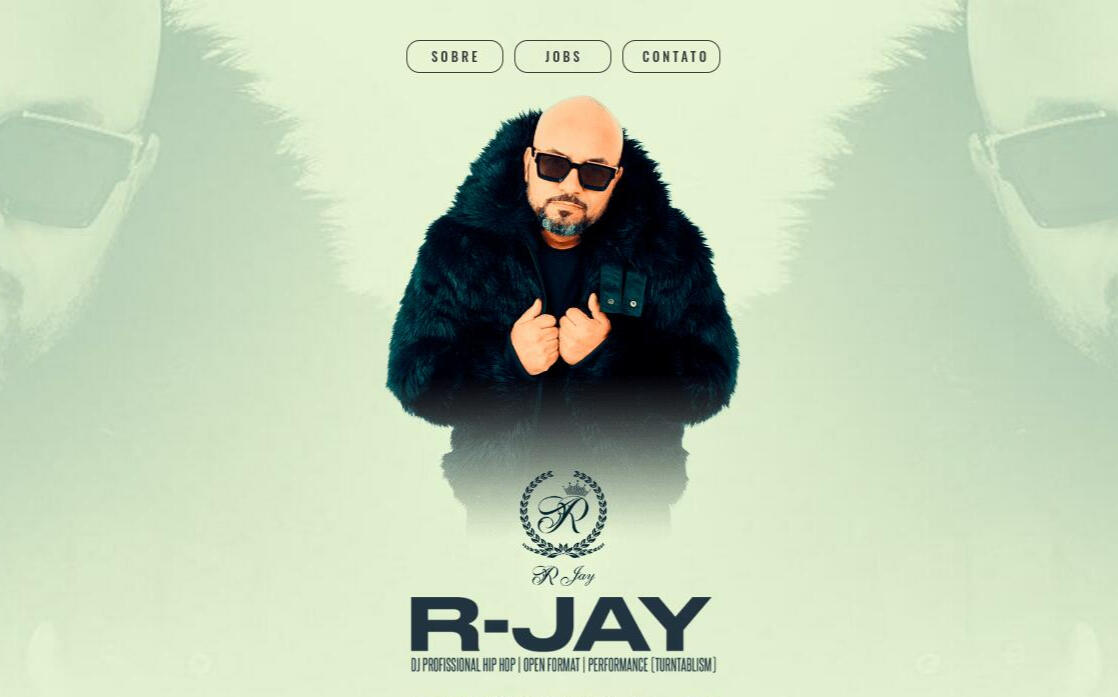 SOBRE JOBS CONTATO
R
R Jay
R-JAY
DJ PROFISSIONAL HIP HOP | OPEN FORMAT | PERFORMANCE [TURNTABLISM]